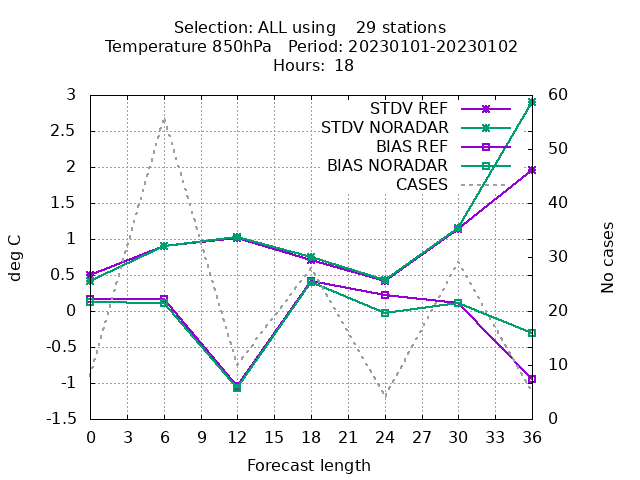 Selection: ALL using    29 stations
Temperature 850hPa   Period: 20230101-20230102
Hours:  18
STDV REF
STDV NORADAR
BIAS REF
BIAS NORADAR
CASES
deg C
3
2.5
2
1.5
1
0.5
0
-0.5
-1
-1.5
60
50
40
30
20
10
0
No cases
0 3 6 9 12 15 18 21 24 27 30 33 36
Forecast length